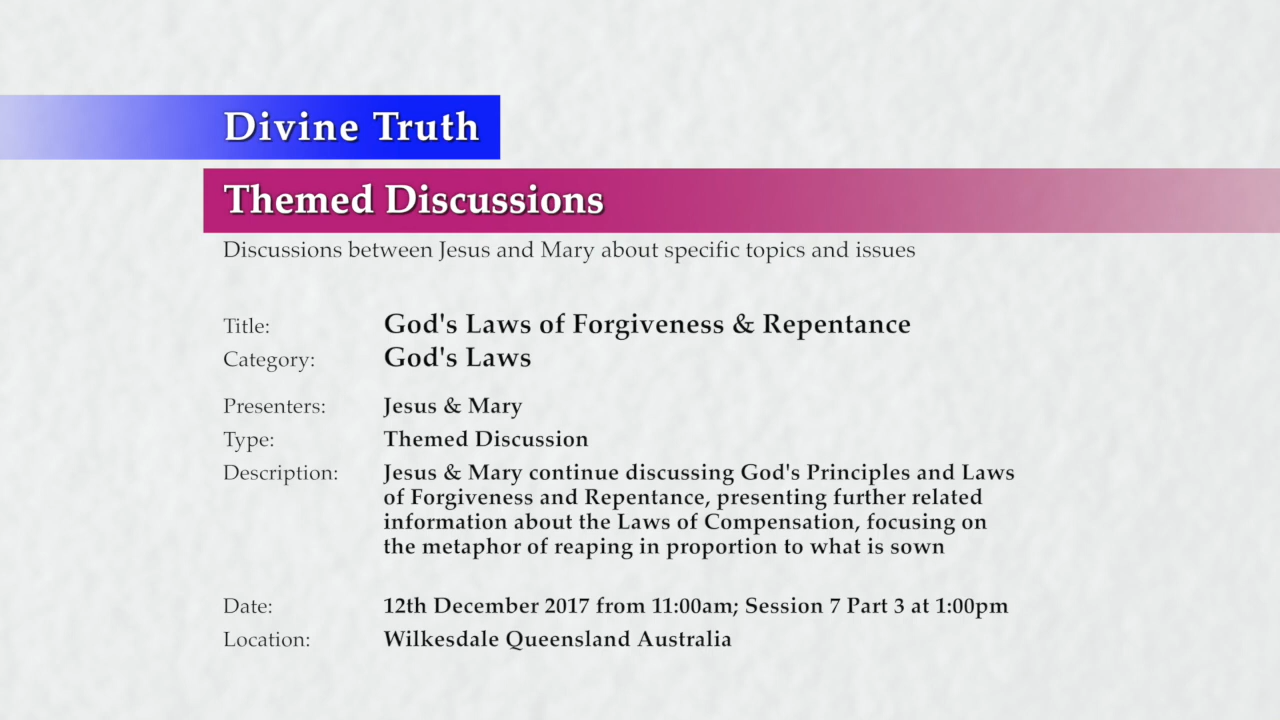 Divine Truth
Themed Discussions
Discussions between Jesus and Mary about specific topics and issues
Title: God's Laws of Forgiveness & Repentance
Category: God's Laws
Presenters: Jesus & Mary
Type: Themed Discussion
Description: Jesus & Mary continue discussing God's Principles and Laws
of Forgiveness and Repentance, presenting further related
information about the Laws of Compensation, focusing on
the metaphor of reaping in proportion to what is sown
Date: 12th December 2017 from 11:00am; Session 7 Part 3 at 1:00pm
Location: Wilkesdale Queensland Australia